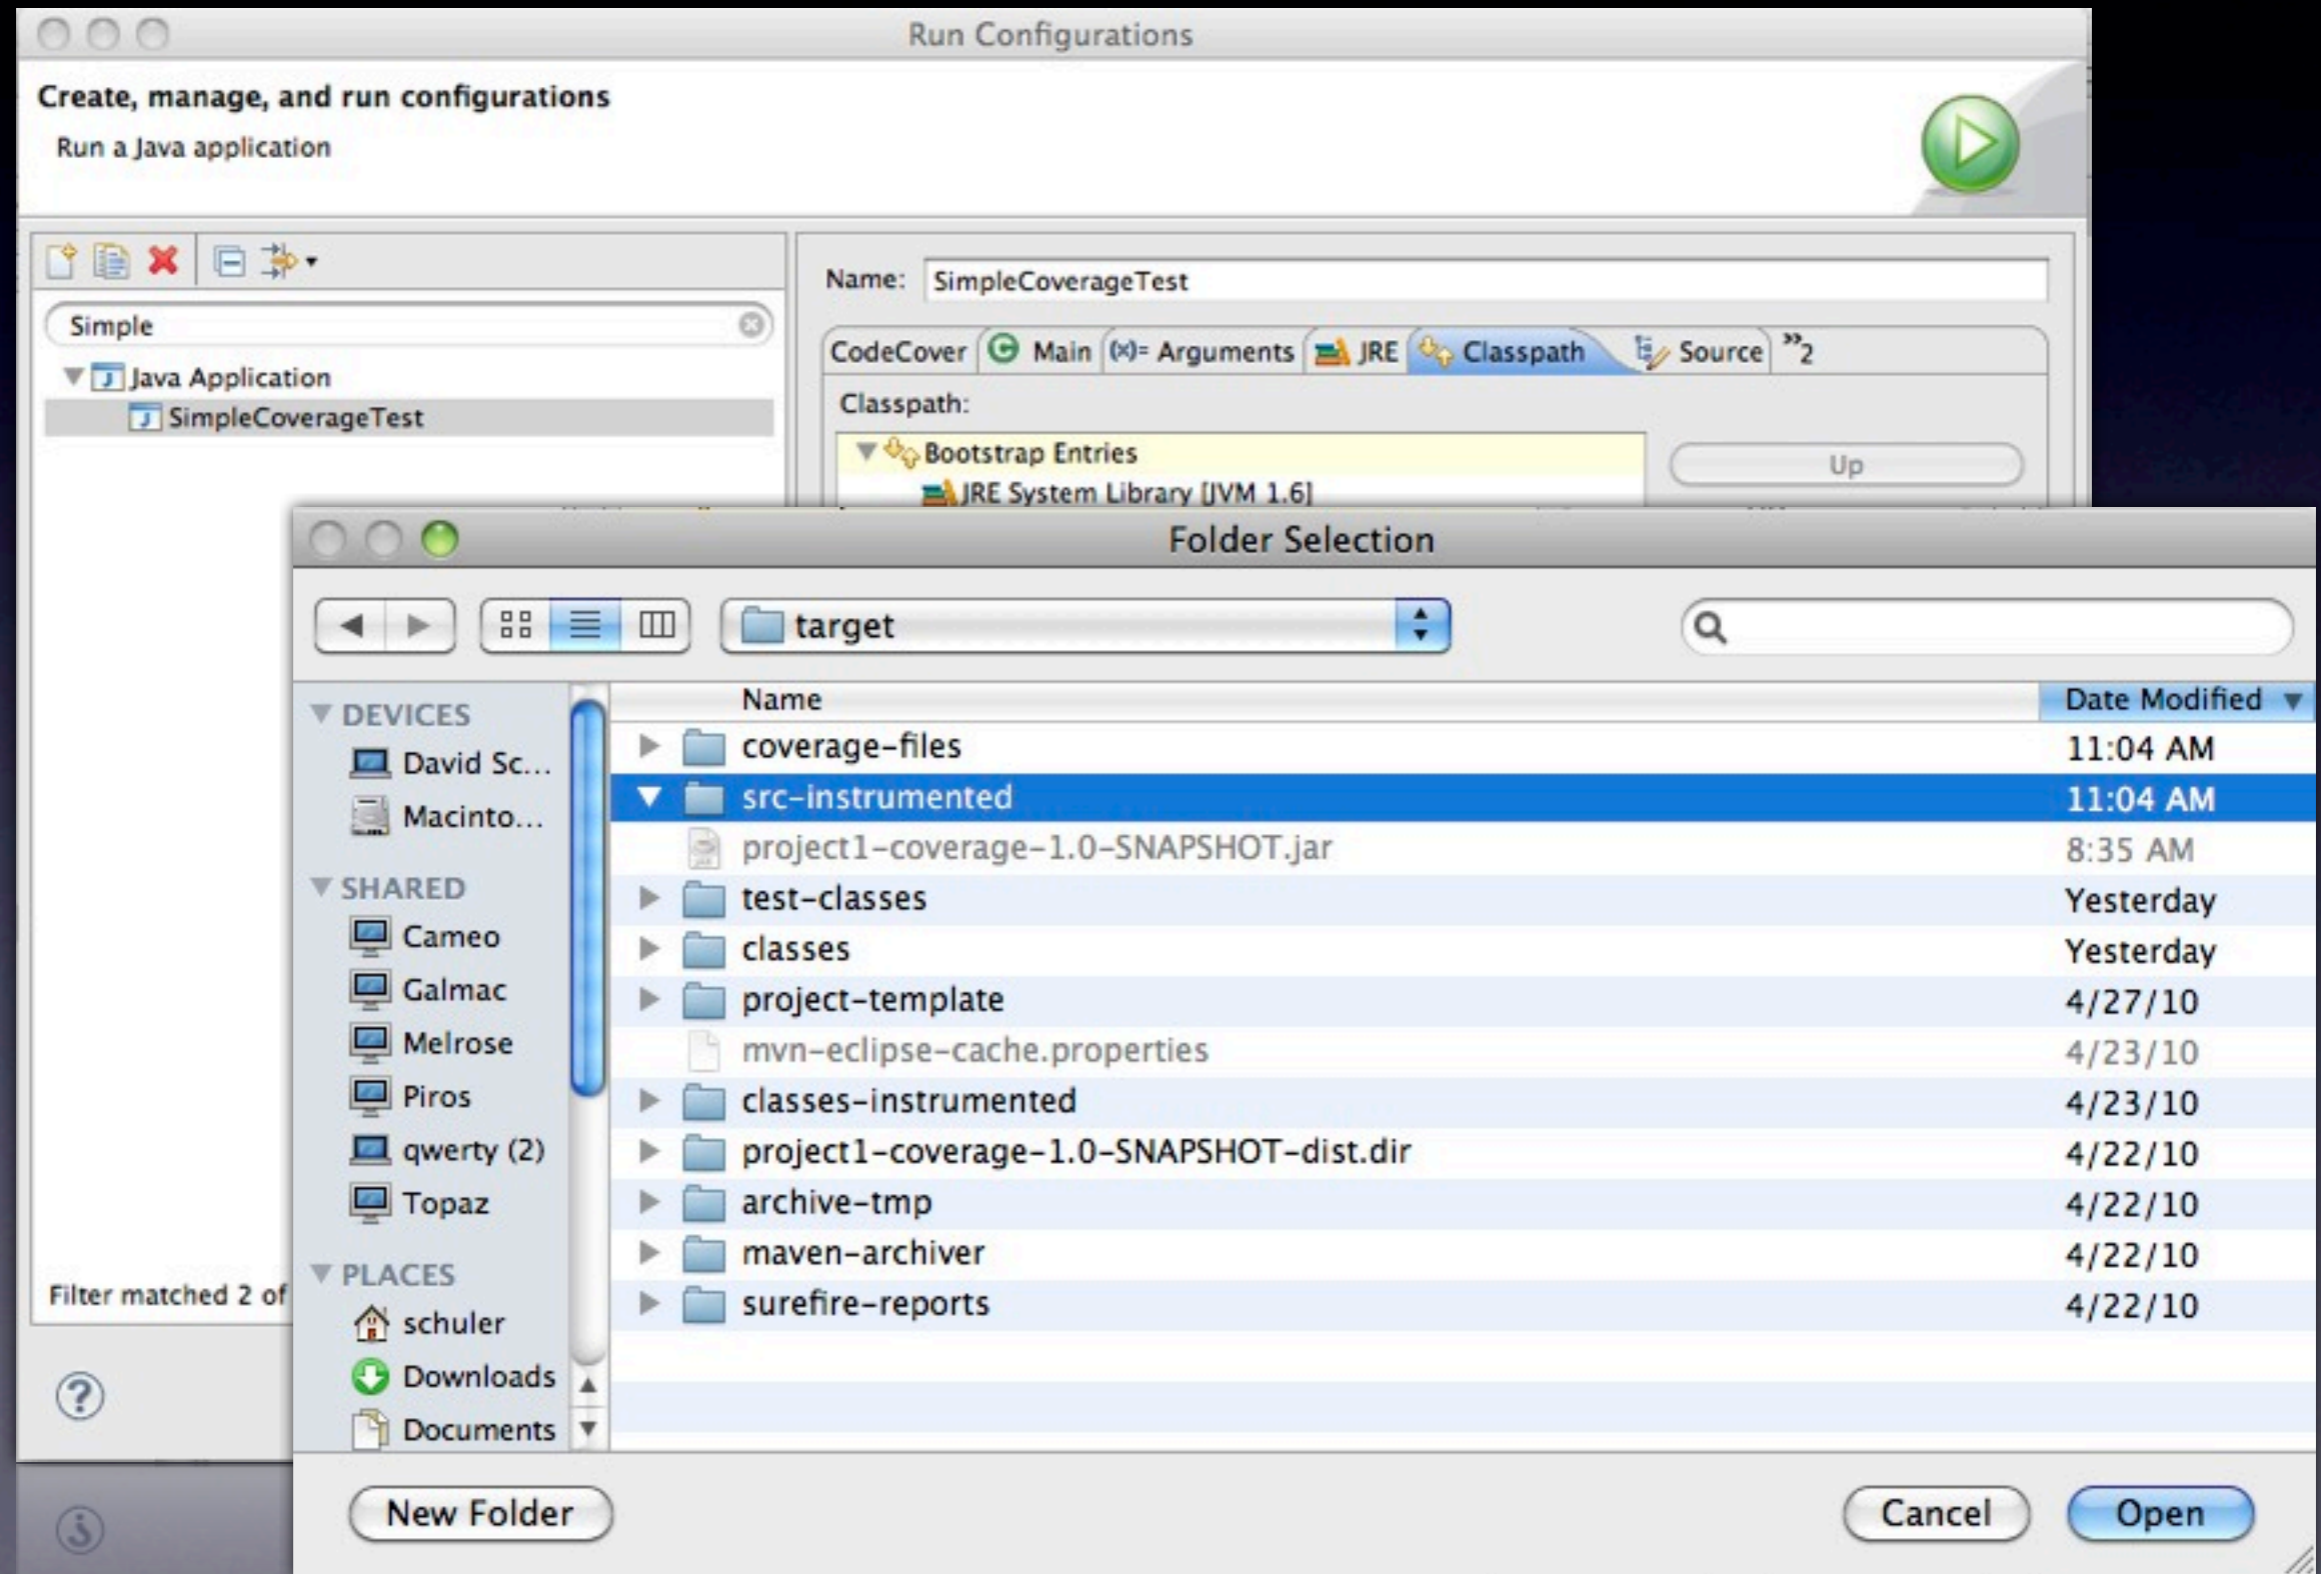 Run Configurations
Create, manage, and run configurations
Run a Java application
Simple
Java Application
SimpleCoverageTest
Filter matched 2 of
Name: SimpleCoverageTest
CodeCover Main (x)= Arguments JRE Classpath Source »2
Classpath:
Bootstrap Entries
JRE System Library [JVM 1.6]
Up
Folder Selection
target
DEVICES
David Sc...
Macinto...
SHARED
Cameo
Galmac
Melrose
Piros
qwerty (2)
Topaz
PLACES
schuler
Downloads
Documents
Name Date Modified
coverage-files 11:04 AM
src-instrumented 11:04 AM
project1-coverage-1.0-SNAPSHOT.jar 8:35 AM
test-classes Yesterday
classes Yesterday
project-template 4/27/10
mvn-eclipse-cache.properties 4/23/10
classes-instrumented 4/23/10
project1-coverage-1.0-SNAPSHOT-dist.dir 4/22/10
archive-tmp 4/22/10
maven-archiver 4/22/10
surefire-reports 4/22/10
New Folder Cancel Open